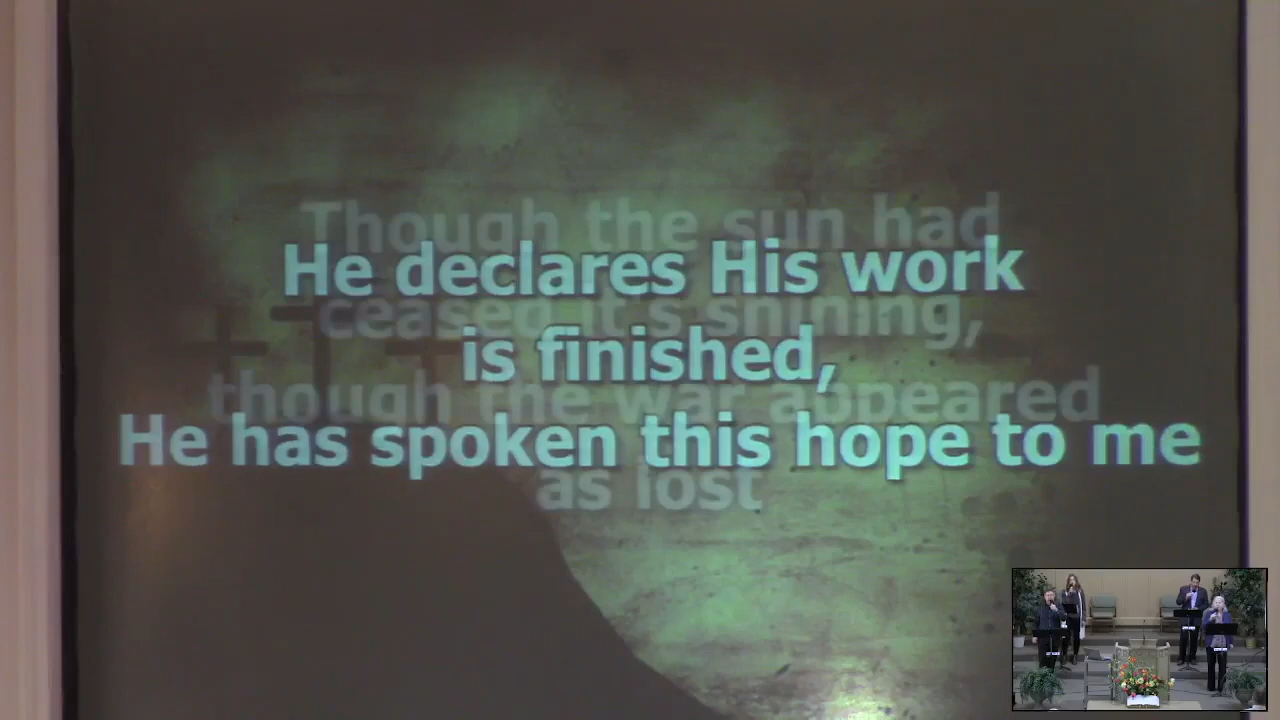 Though the sun had
He declares His work
ceased it's shining,
is finished,
though the war appeared
He has spoken this hope to me
as lost